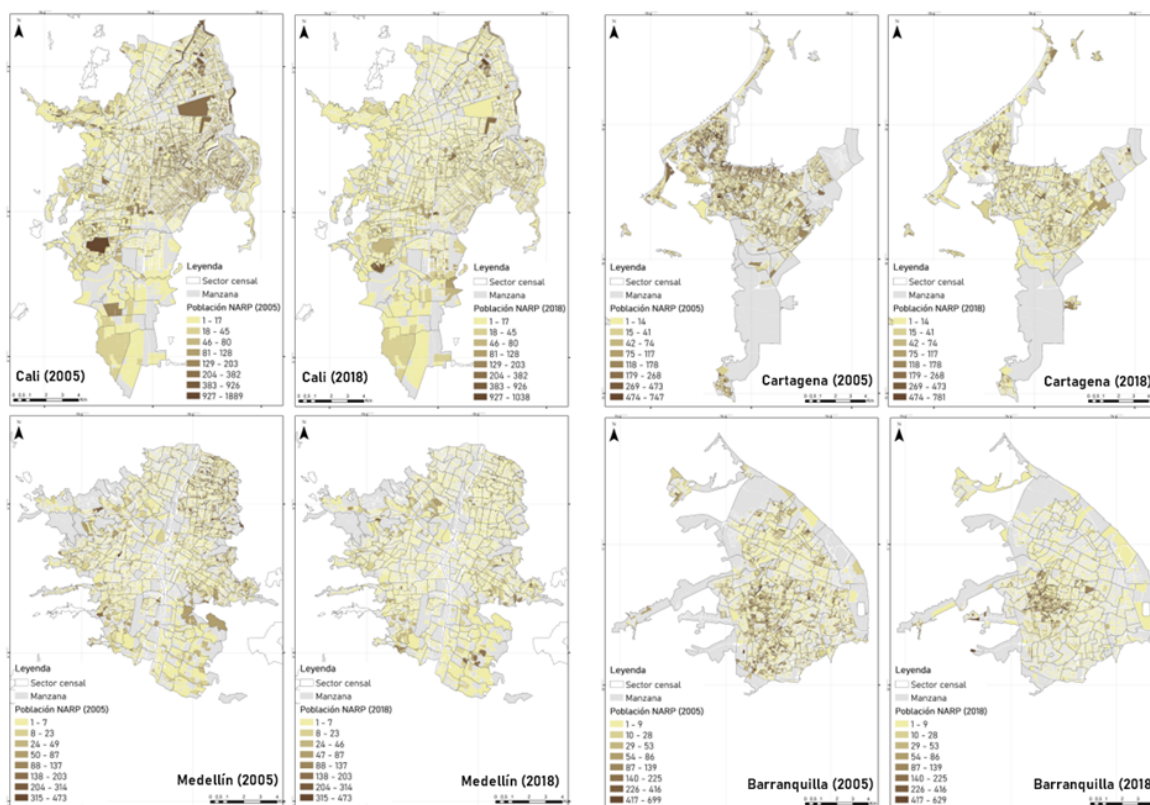 Leyenda
Sector censal
Manzana
Población NARP (2005)
1 - 17
18 - 45
46 - 80
81 - 128
129 - 203
204 - 382
383 - 926
927 - 1889
Cali (2005)
Leyenda
Sector censal
Manzana
Población NARP (2018)
1 - 17
18 - 45
46 - 80
81 - 128
129 - 203
204 - 382
383 - 926
927 - 1038
Cali (2018)
Leyenda
Sector censal
Manzana
Población NARP (2005)
1 - 14
15 - 41
42 - 74
75 - 117
118 - 178
179 - 268
269 - 473
474 - 747
Cartagena (2005)
Leyenda
Sector censal
Manzana
Población NARP (2018)
1 - 14
15 - 41
42 - 74
75 - 117
118 - 178
179 - 268
269 - 473
474 - 781
Cartagena (2018)
Leyenda
Sector censal
Manzana
Población NARP (2005)
1 - 7
8 - 23
24 - 49
50 - 87
88 - 137
138 - 203
204 - 314
315 - 473
Medellín (2005)
Leyenda
Sector censal
Manzana
Población NARP (2018)
1 - 7
8 - 23
24 - 46
47 - 87
88 - 137
138 - 203
204 - 314
315 - 473
Medellín (2018)
Leyenda
Sector censal
Manzana
Población NARP (2005)
1 - 9
10 - 28
29 - 53
54 - 86
87 - 139
140 - 225
226 - 416
417 - 699
Barranquilla (2005)
Leyenda
Sector censal
Manzana
Población NARP (2018)
1 - 9
10 - 28
29 - 53
54 - 86
87 - 139
140 - 225
226 - 416
417 - 629
Barranquilla (2018)